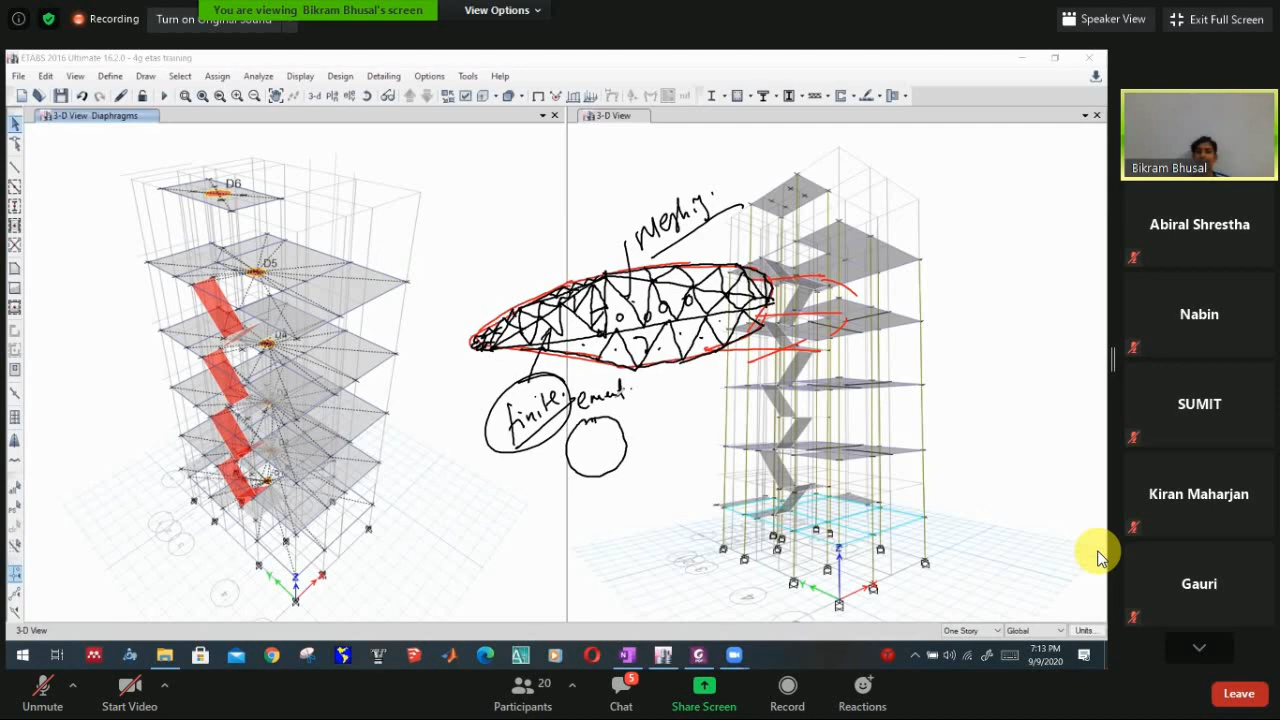 You are viewing Bikram Bhusal's screen
View Options
Recording
Turn on Original Sound
Speaker View
Exit Full Screen
ETABS 2016 Ultimate 16.2.0 - 4g etas training
File Edit View Define Draw Select Assign Analyze Display Design Detailing Options Tools Help
3-D View Diaphragms
3-D View
D6
D5
D4
finite
Z
Y
X
Z
Y
X
3-D View
One Story
Global
Units...
7:13 PM
9/9/2020
Bikram Bhusal
Abiral Shrestha
Nabin
SUMIT
Kiran Maharjan
Gauri
Unmute
Start Video
20
Participants
5
Chat
Share Screen
Record
Reactions
Leave